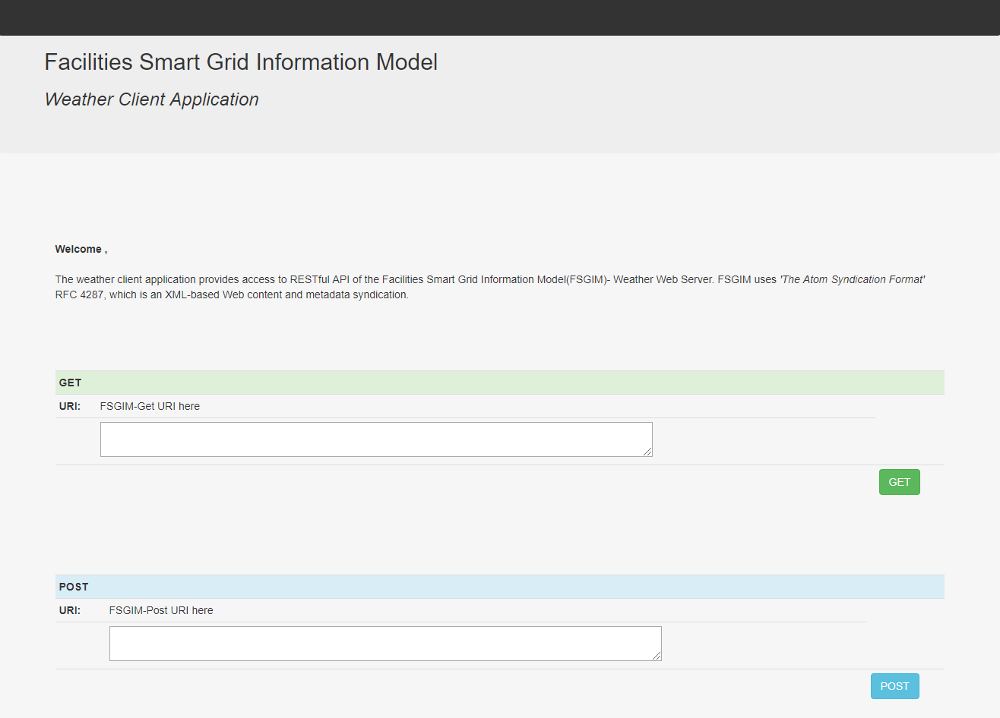 Facilities Smart Grid Information Model
Weather Client Application
Welcome ,
The weather client application provides access to RESTful API of the Facilities Smart Grid Information Model(FSGIM)- Weather Web Server. FSGIM uses 'The Atom Syndication Format'
RFC 4287, which is an XML-based Web content and metadata syndication.
GET
URI: FSGIM-Get URI here
GET
POST
URI: FSGIM-Post URI here
POST